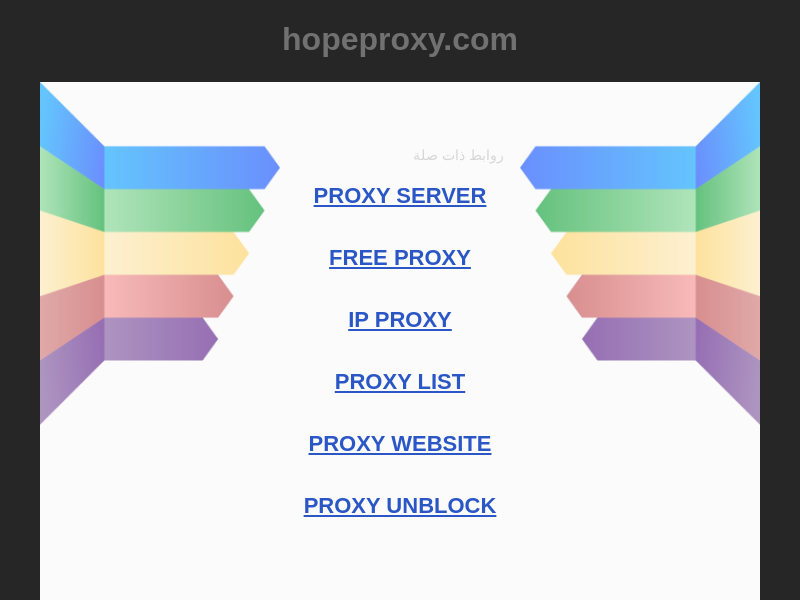 hopeproxy.com
روابط ذات صلة
PROXY SERVER
FREE PROXY
IP PROXY
PROXY LIST
PROXY WEBSITE
PROXY UNBLOCK